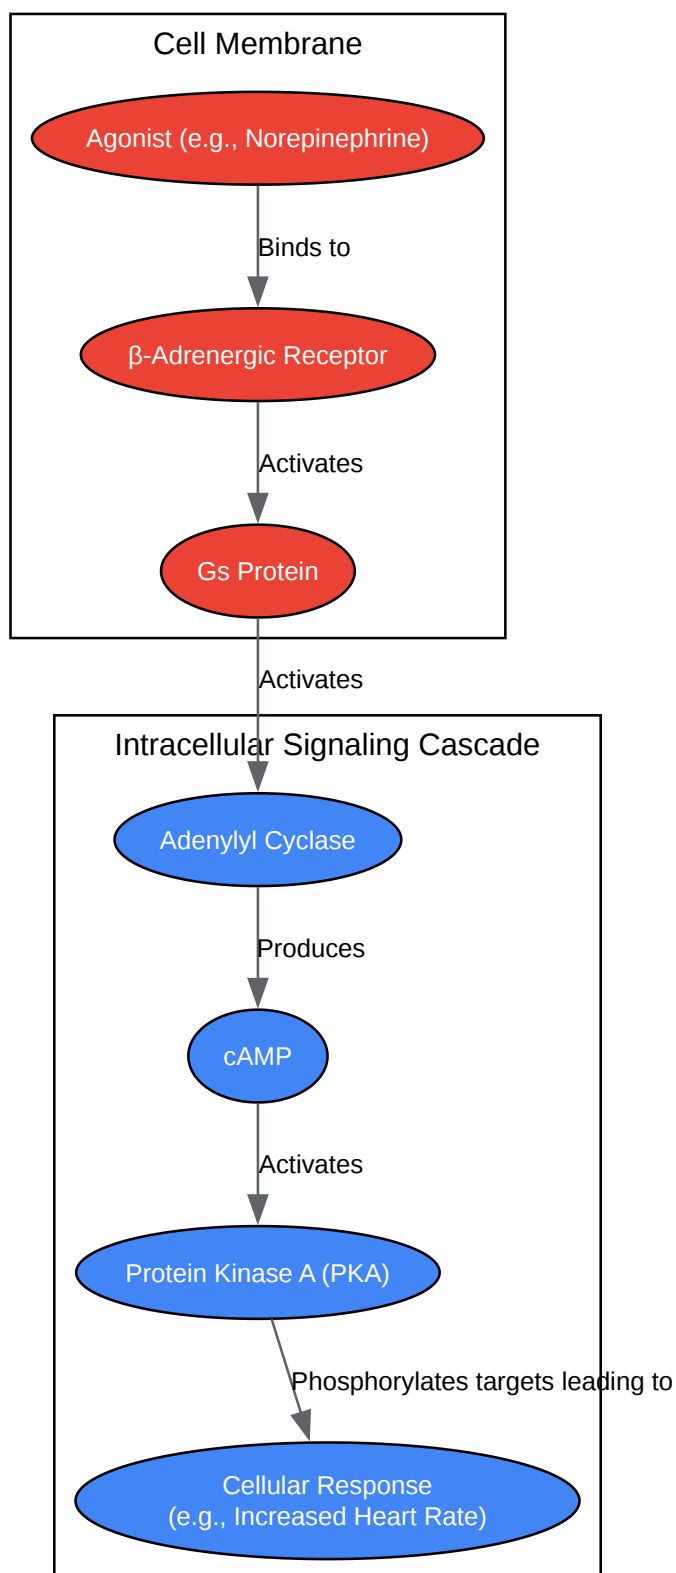 Cell Membrane
Agonist (e.g., Norepinephrine)
Binds to
β-Adrenergic Receptor
Activates
Gs Protein
Activates
Intracellular Signaling Cascade
Adenylyl Cyclase
Produces
cAMP
Activates
Protein Kinase A (PKA)
Phosphorylates targets leading to
Cellular Response
(e.g., Increased Heart Rate)